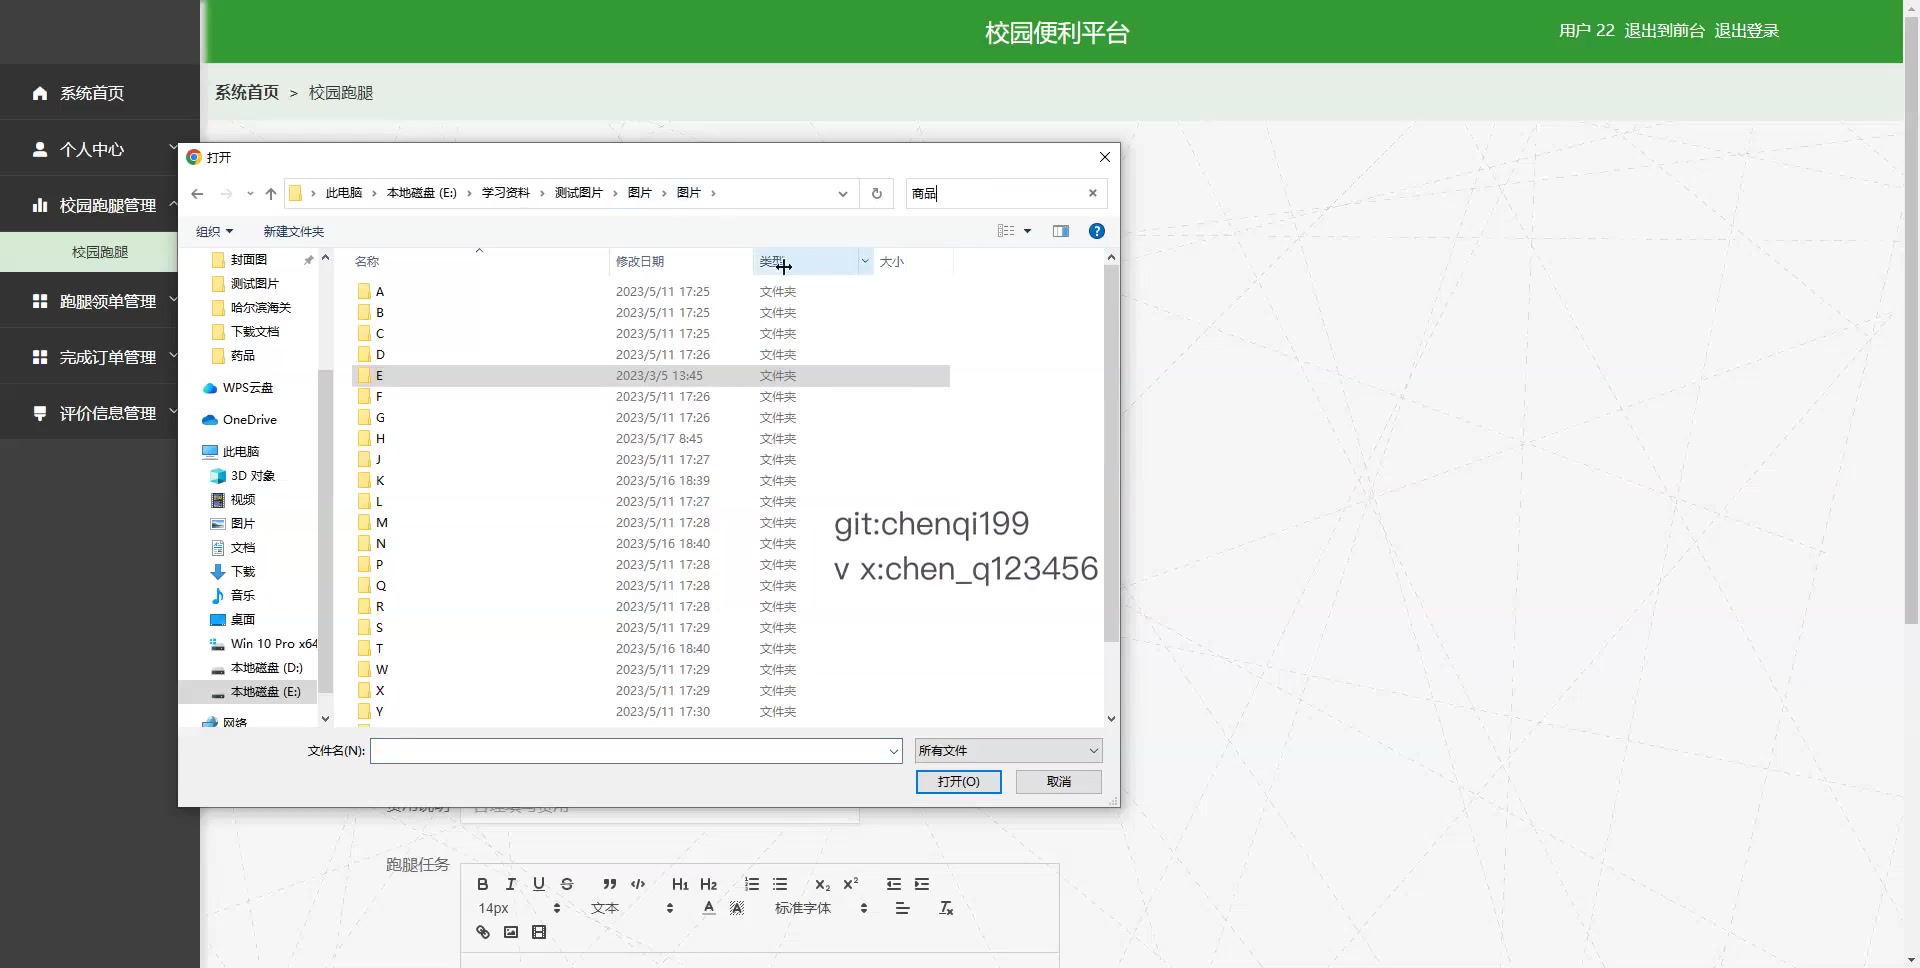 校园便利平台
用户 22 退出到前台 退出登录
系统首页
个人中心
校园跑腿管理
校园跑腿
跑腿领单管理
完成订单管理
评价信息管理
系统首页 > 校园跑腿
打开
此电脑 › 本地磁盘 (E:) › 学习资料 › 测试图片 › 图片 › 图片 ›
商品
组织
新建文件夹
封面图
测试图片
哈尔滨海关
下载文档
药品
WPS云盘
OneDrive
此电脑
3D 对象
视频
图片
文档
下载
音乐
桌面
Win 10 Pro x64
本地磁盘 (D:)
本地磁盘 (E:)
网络
名称 修改日期 类型 大小
A 2023/5/11 17:25 文件夹
B 2023/5/11 17:25 文件夹
C 2023/5/11 17:25 文件夹
D 2023/5/11 17:26 文件夹
E 2023/3/5 13:45 文件夹
F 2023/5/11 17:26 文件夹
G 2023/5/11 17:26 文件夹
H 2023/5/17 8:45 文件夹
J 2023/5/11 17:27 文件夹
K 2023/5/16 18:39 文件夹
L 2023/5/11 17:27 文件夹
M 2023/5/11 17:28 文件夹
N 2023/5/16 18:40 文件夹
P 2023/5/11 17:28 文件夹
Q 2023/5/11 17:28 文件夹
R 2023/5/11 17:28 文件夹
S 2023/5/11 17:29 文件夹
T 2023/5/16 18:40 文件夹
W 2023/5/11 17:29 文件夹
X 2023/5/11 17:29 文件夹
Y 2023/5/11 17:30 文件夹
git:chenqi199
v x:chen_q123456
文件名(N):
所有文件
打开(O)
取消
跑腿任务
B I U S H1 H2 x2 x2
14px 文本 A A 标准字体 Tx